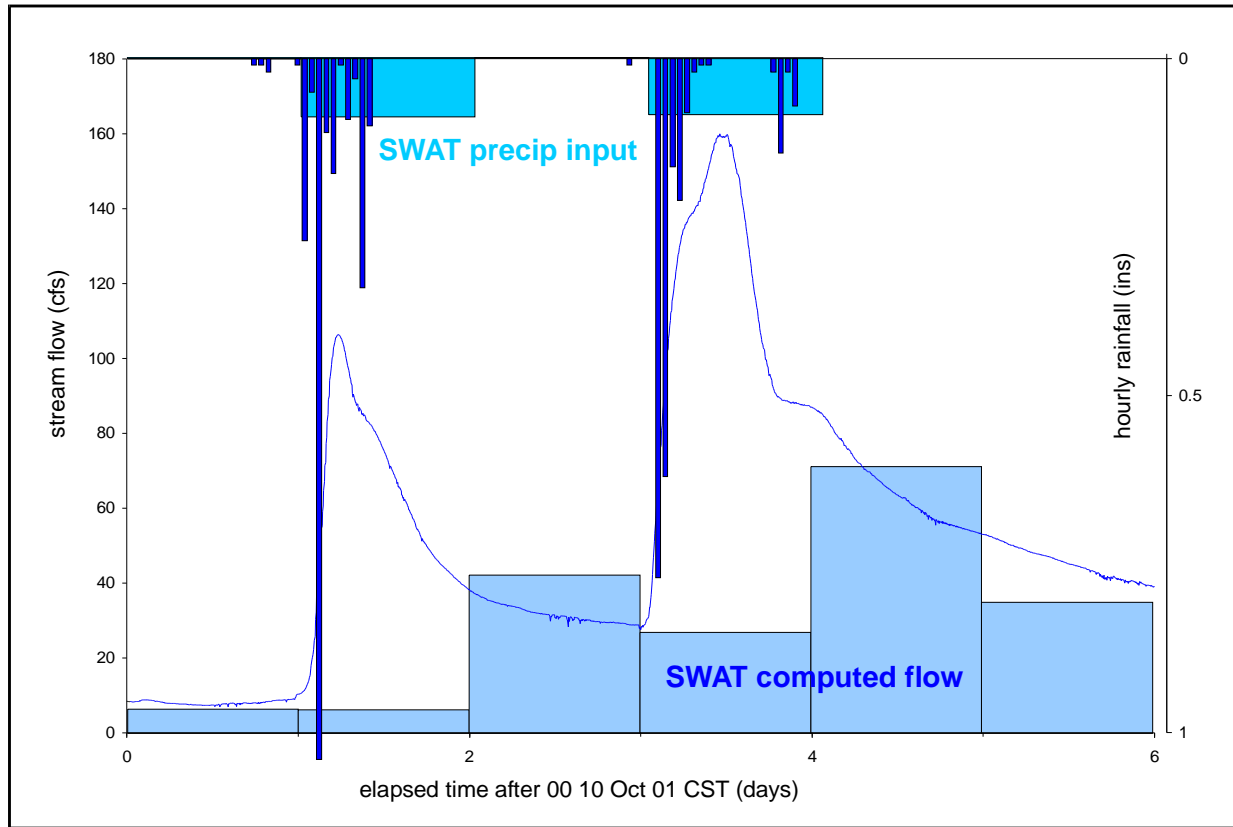 180
160
140
120
100
80
60
40
20
0
stream flow (cfs)
SWAT precip input
SWAT computed flow
0
0.5
1
hourly rainfall (ins)
0 2 4 6
elapsed time after 00 10 Oct 01 CST (days)